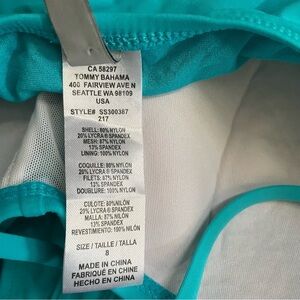 CA 58297
TOMMY BAHAMA
400 FAIRVIEW AVE N
SEATTLE WA 98109
USA
STYLE# SS300387
217
SHELL: 80% NYLON
20% LYCRA® SPANDEX
MESH: 87% NYLON
13% SPANDEX
LINING: 100% NYLON
COQUILLE: 80% NYLON
20% LYCRA® SPANDEX
FILETS: 87% NYLON
13% SPANDEX
DOUBLURE: 100% NYLON
CULOTE: 80% NILÓN
20% LYCRA® SPANDEX
MALLA: 87% NILÓN
13% SPANDEX
REVESTIMIENTO: 100% NILÓN
SIZE / TAILLE / TALLA
8
MADE IN CHINA
FABRIQUÉ EN CHINE
HECHO EN CHINA